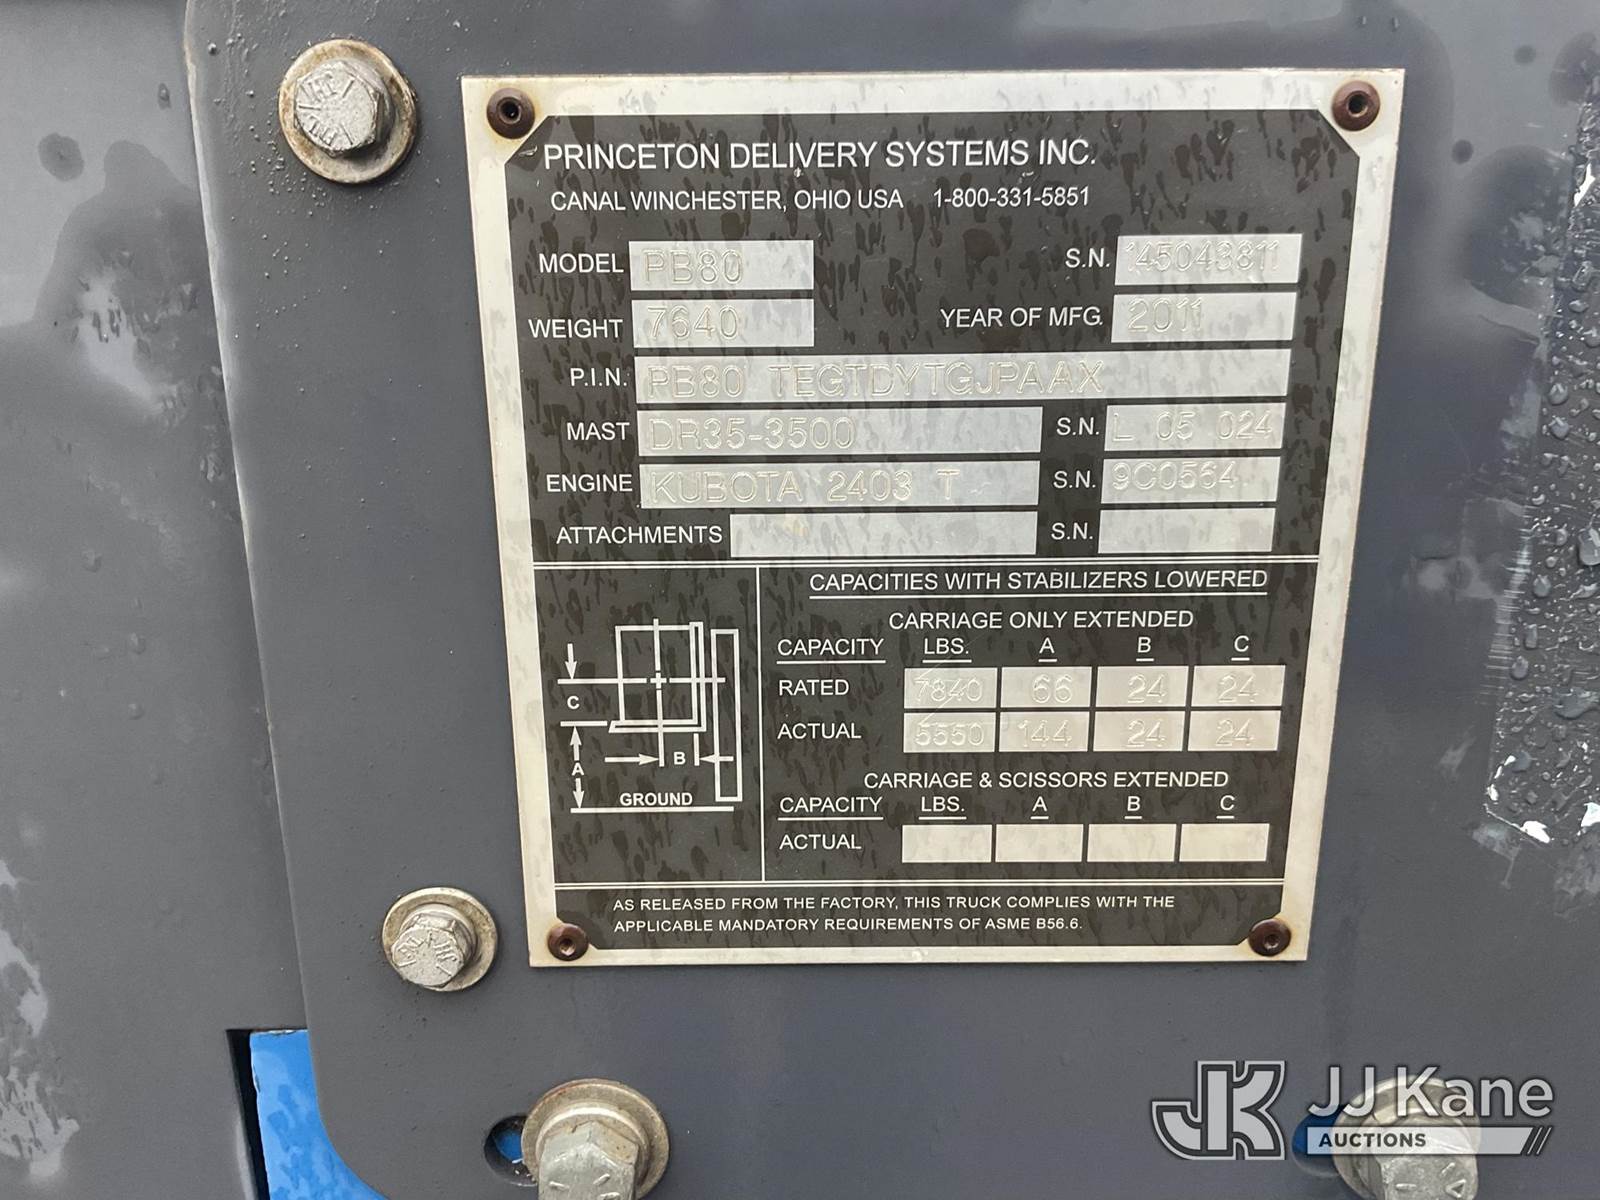 PRINCETON DELIVERY SYSTEMS INC.
CANAL WINCHESTER, OHIO USA 1-800-331-5851
MODEL PB80 S.N. 145043811
WEIGHT 7640 YEAR OF MFG. 2011
P.I.N. PB80 TEGTDYTGJPAAX
MAST DR35-3500 S.N. L 05 024
ENGINE KUBOTA 2403 T S.N. 9C0564
ATTACHMENTS S.N.
CAPACITIES WITH STABILIZERS LOWERED
CARRIAGE ONLY EXTENDED
CAPACITY LBS. A B C
RATED 7840 66 24 24
ACTUAL 5550 144 24 24
CARRIAGE & SCISSORS EXTENDED
CAPACITY LBS. A B C
ACTUAL
C
B
A
GROUND
AS RELEASED FROM THE FACTORY, THIS TRUCK COMPLIES WITH THE
APPLICABLE MANDATORY REQUIREMENTS OF ASME B56.6.
JK JJ Kane
AUCTIONS